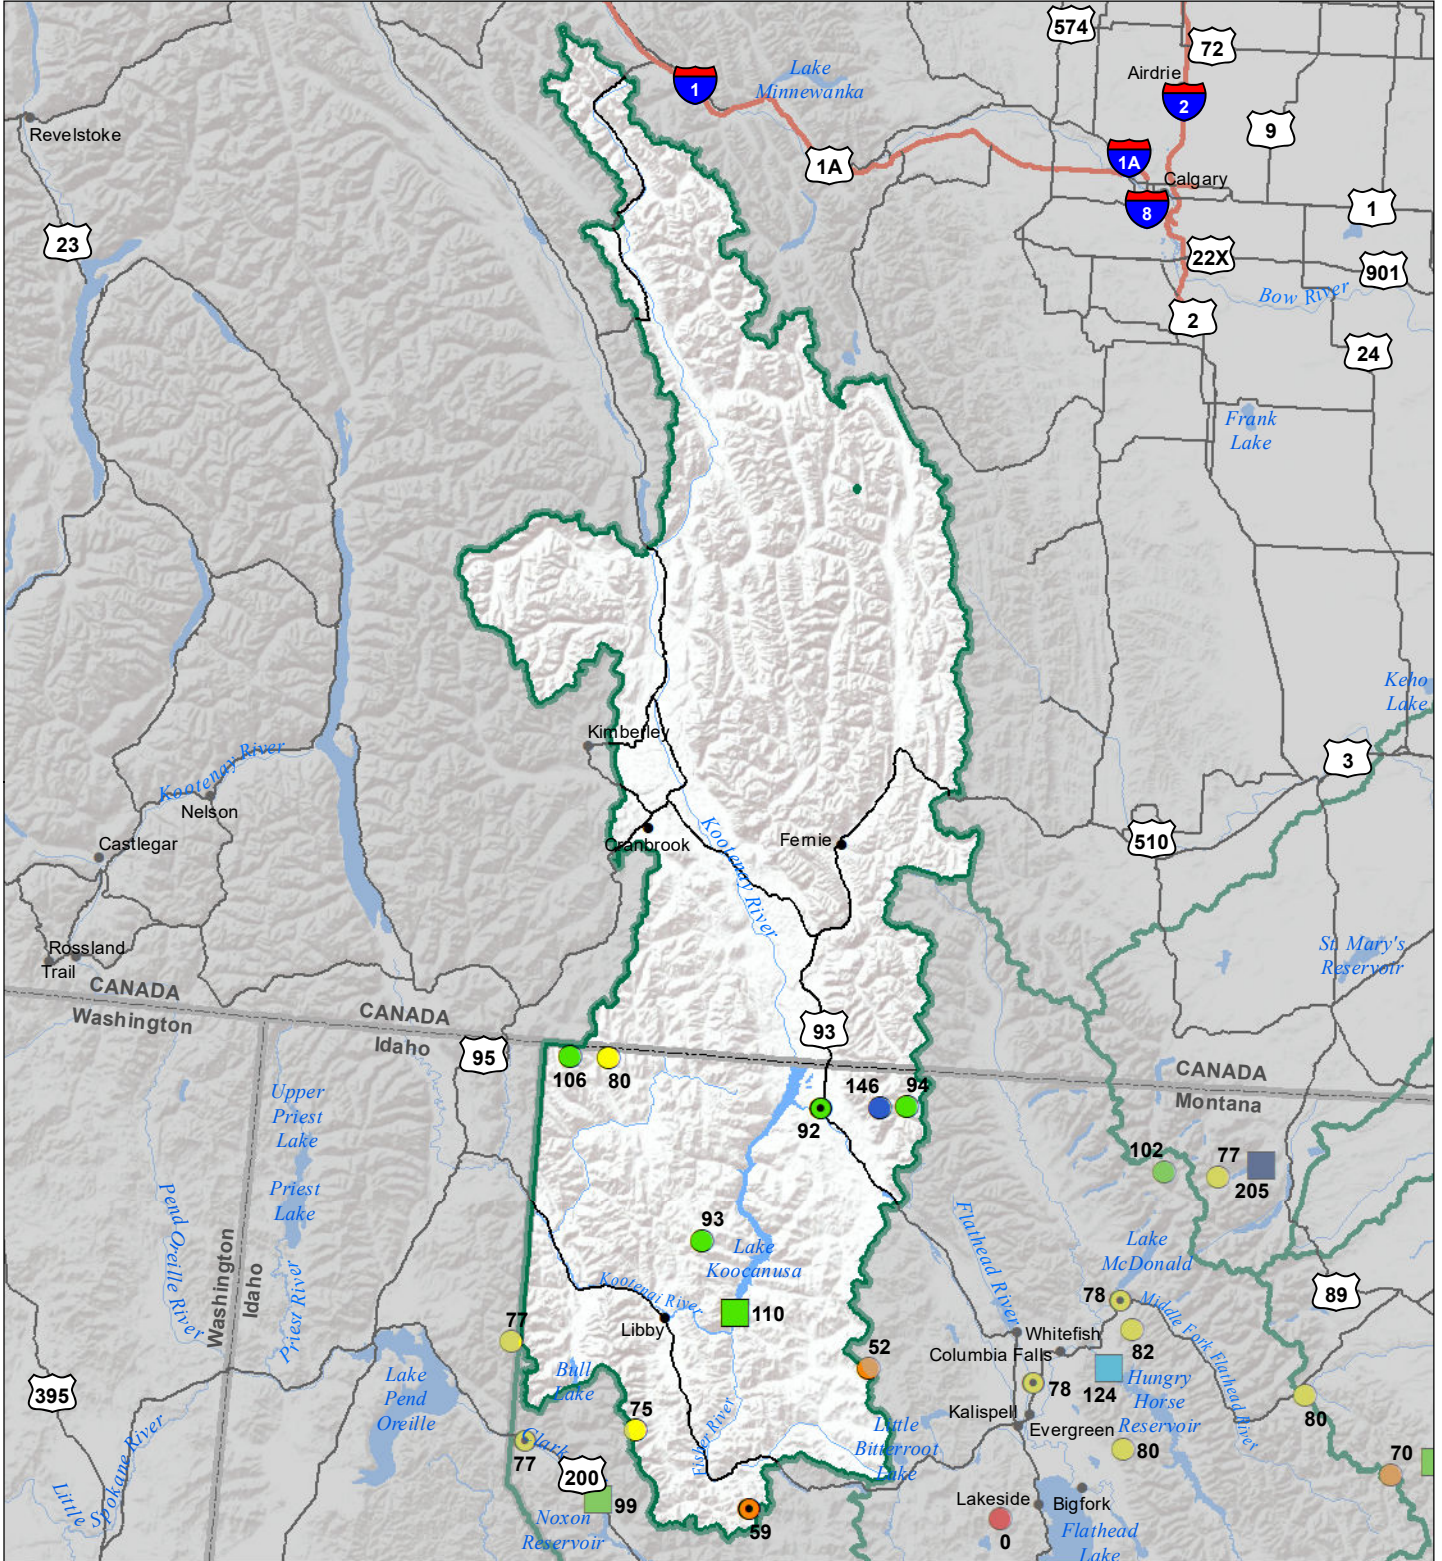 574
72
Airdrie
Lake
Minnewanka
1
2
9
Revelstoke
1A
1A
Calgary
8
1
23
22X
901
Bow River
2
24
Frank
Lake
Keho
Lake
Kimberley
3
Kootenay River
Nelson
Castlegar
Cranbrook
Kootenay River
Fernie
510
Rossland
Trail
St. Mary's
Reservoir
CANADA
Washington
CANADA
Idaho
95
93
CANADA
Montana
106
80
146
94
92
Upper
Priest
Lake
Priest
Lake
102
77
205
Pend Oreille River
Washington
Idaho
Priest River
93
Lake
Koocanusa
Flathead River
Lake
McDonald
89
Kootenai River
110
Libby
77
78
Middle Fork Flathead River
Whitefish
Columbia Falls
82
52
124
Hungry
Horse
Reservoir
78
395
Lake
Pend
Oreille
Bull
Lake
75
Fisher River
Kalispell
Evergreen
80
80
Little
Bitterroot
Lake
Clark
77
200
99
Noxon
Reservoir
59
Little Spokane River
70
Lakeside
Bigfork
0
Flathead
Lake